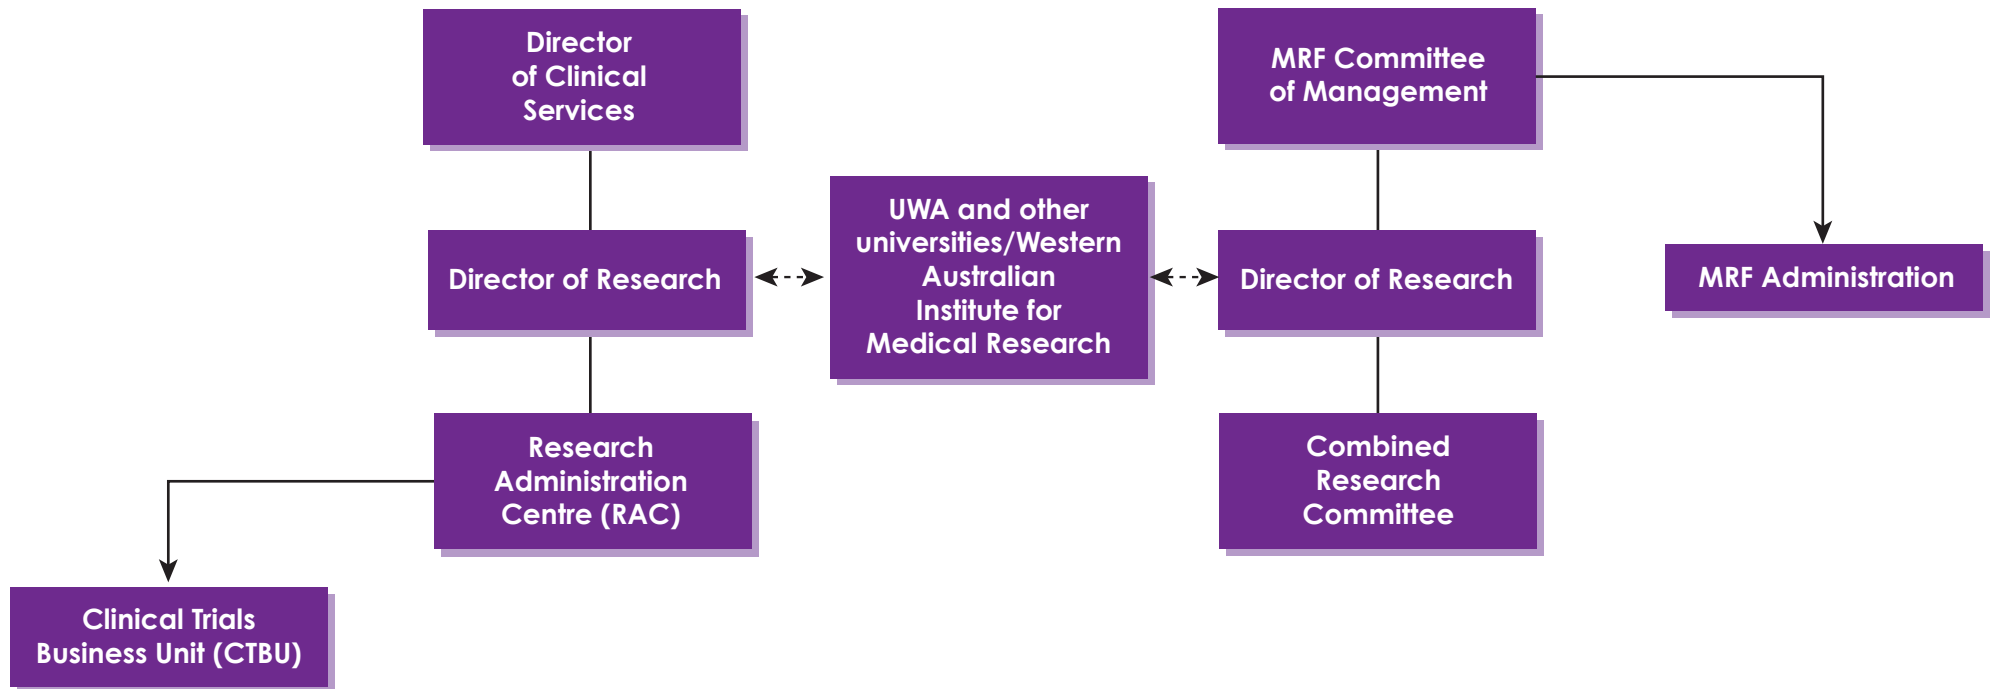 Director
of Clinical
Services
MRF Committee
of Management
UWA and other
universities/Western
Australian
Institute for
Medical Research
Director of Research
Director of Research
MRF Administration
Research
Administration
Centre (RAC)
Combined
Research
Committee
Clinical Trials
Business Unit (CTBU)